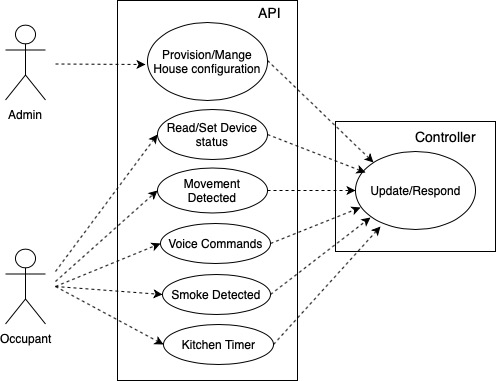 API
Provision/Mange
House configuration
Admin
Read/Set Device
status
Controller
Movement
Detected
Update/Respond
Voice Commands
Smoke Detected
Occupant
Kitchen Timer